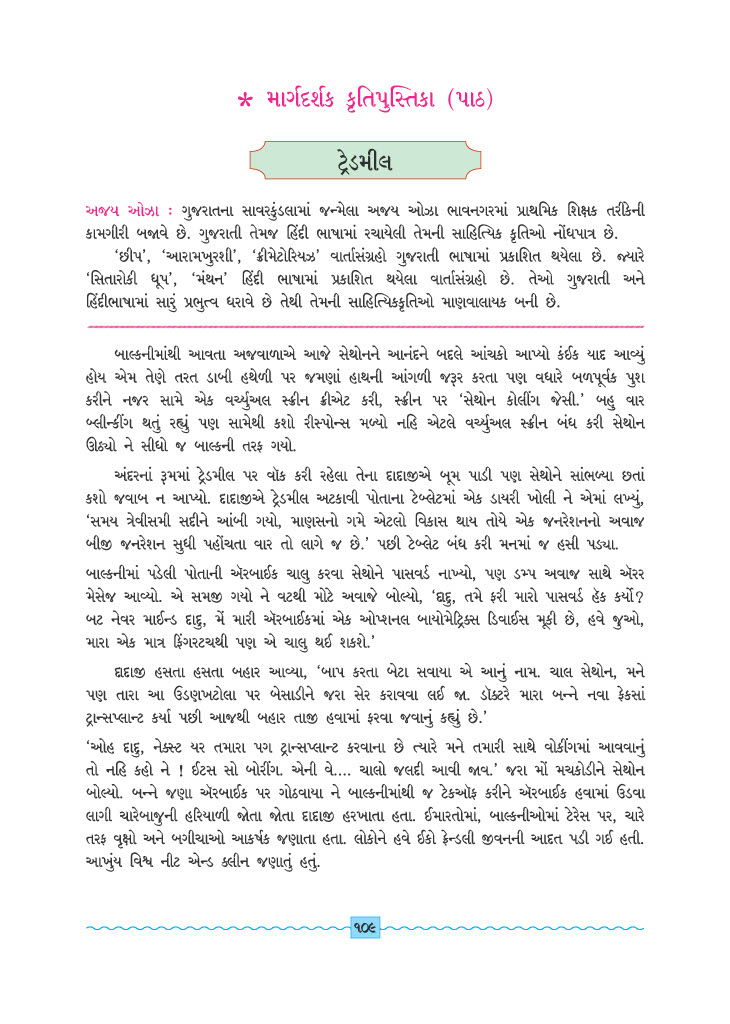 * માર્ગદર્શક કૃતિપુસ્તિકા (પાઠ)
ટ્રેડમીલ
અજય ઓઝા : ગુજરાતના સાવરકુંડલામાં જન્મેલા અજય ઓઝા ભાવનગરમાં પ્રાથમિક શિક્ષક તરીકેની
કામગીરી બજાવે છે. ગુજરાતી તેમજ હિંદી ભાષામાં રચાયેલી તેમની સાહિત્યિક કૃતિઓ નોંધપાત્ર છે.
‘છીપ’, ‘આરામખુરશી’, ‘ક્રીમેટોરિયઝ’ વાર્તાસંગ્રહો ગુજરાતી ભાષામાં પ્રકાશિત થયેલા છે. જ્યારે
‘સિતારોકી ધૂપ’, ‘મંથન’ હિંદી ભાષામાં પ્રકાશિત થયેલા વાર્તાસંગ્રહો છે. તેઓ ગુજરાતી અને
હિંદીભાષામાં સારું પ્રભુત્વ ધરાવે છે તેથી તેમની સાહિત્યિકકૃતિઓ માણવાલાયક બની છે.
બાલ્કનીમાંથી આવતા અજવાળાએ આજે સેથોનને આનંદને બદલે આંચકો આપ્યો કંઈક યાદ આવ્યું
હોય એમ તેણે તરત ડાબી હથેળી પર જમણાં હાથની આંગળી જરૂર કરતા પણ વધારે બળપૂર્વક પુશ
કરીને નજર સામે એક વર્ચ્યુઅલ સ્ક્રીન ક્રીએટ કરી, સ્ક્રીન પર ‘સેથોન કોલીંગ જેસી.’ બહુ વાર
બ્લીન્કીંગ થતું રહ્યું પણ સામેથી કશો રીસ્પોન્સ મળ્યો નહિ એટલે વર્ચ્યુઅલ સ્ક્રીન બંધ કરી સેથોન
ઊઠ્યો ને સીધો જ બાલ્કની તરફ ગયો.
અંદરનાં રૂમમાં ટ્રેડમીલ પર વૉક કરી રહેલા તેના દાદાજીએ બૂમ પાડી પણ સેથોને સાંભળ્યા છતાં
કશો જવાબ ન આપ્યો. દાદાજીએ ટ્રેડમીલ અટકાવી પોતાના ટેબ્લેટમાં એક ડાયરી ખોલી ને એમાં લખ્યું,
‘સમય ત્રેવીસમી સદીને આંબી ગયો, માણસનો ગમે એટલો વિકાસ થાય તોયે એક જનરેશનનો અવાજ
બીજી જનરેશન સુધી પહોંચતા વાર તો લાગે જ છે.’ પછી ટેબ્લેટ બંધ કરી મનમાં જ હસી પડ્યા.
બાલ્કનીમાં પડેલી પોતાની ઍરબાઈક ચાલુ કરવા સેથોને પાસવર્ડ નાખ્યો, પણ ડમ્પ અવાજ સાથે ઍરર
મેસેજ આવ્યો. એ સમજી ગયો ને વટથી મોટે અવાજે બોલ્યો, ‘દાદુ, તમે ફરી મારો પાસવર્ડ હૅક કર્યો?
બટ નેવર માઈન્ડ દાદુ, મેં મારી ઍરબાઈકમાં એક ઓપ્શનલ બાયોમેટ્રિક્સ ડિવાઈસ મૂકી છે, હવે જુઓ,
મારા એક માત્ર ફિંગરટચથી પણ એ ચાલુ થઈ શકશે.’
દાદાજી હસતા હસતા બહાર આવ્યા, ‘બાપ કરતા બેટા સવાયા એ આનું નામ. ચાલ સેથોન, મને
પણ તારા આ ઉડણખટોલા પર બેસાડીને જરા સેર કરાવવા લઈ જા. ડૉક્ટરે મારા બન્ને નવા ફેફસાં
ટ્રાન્સપ્લાન્ટ કર્યા પછી આજથી બહાર તાજી હવામાં ફરવા જવાનું કહ્યું છે.’
‘ઓહ દાદુ, નેક્સ્ટ યર તમારા પગ ટ્રાન્સપ્લાન્ટ કરવાના છે ત્યારે મને તમારી સાથે વોકીંગમાં આવવાનું
તો નહિ કહો ને ! ઈટસ સો બોરીંગ. એની વે.... ચાલો જલદી આવી જાવ.’ જરા મોં મચકોડીને સેથોન
બોલ્યો. બન્ને જણા ઍરબાઈક પર ગોઠવાયા ને બાલ્કનીમાંથી જ ટેકઑફ કરીને ઍરબાઈક હવામાં ઉડવા
લાગી ચારેબાજુની હરિયાળી જોતા જોતા દાદાજી હરખાતા હતા. ઈમારતોમાં, બાલ્કનીઓમાં ટેરેસ પર, ચારે
તરફ વૃક્ષો અને બગીચાઓ આકર્ષક જણાતા હતા. લોકોને હવે ઈકો ફ્રેન્ડલી જીવનની આદત પડી ગઈ હતી.
આખુંય વિશ્વ નીટ એન્ડ ક્લીન જણાતું હતું.
૧૦૯